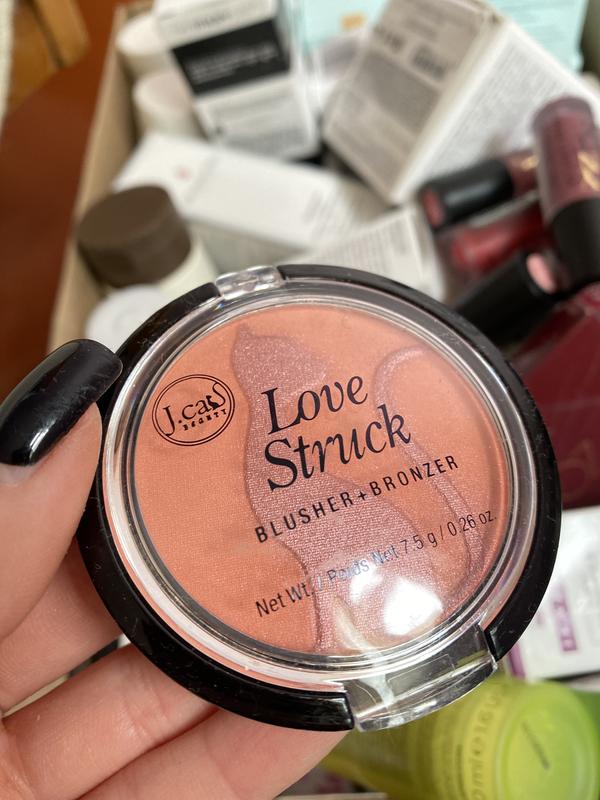 J.cat
BEAUTY
Love
Struck
BLUSHER+BRONZER
Net Wt. / Poids Net 7.5 g / 0.26 oz.